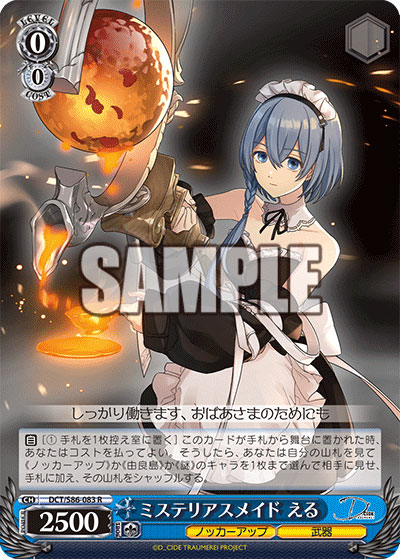 LEVEL
0
0
COST
SAMPLE
しっかり働きます、おばあさまのためにも
【自】[① 手札を1枚控え室に置く] このカードが手札から舞台に置かれた時、
あなたはコストを払ってよい。そうしたら、あなたは自分の山札を見て
《ノッカーアップ》か《由良島》か《謎》のキャラを1枚まで選んで相手に見せ、
手札に加え、その山札をシャッフルする。
CH DCT/S86-083 R
2500
ミステリアスメイド える
ノッカーアップ 武器
©D_CIDE TRAUMEREI PROJECT